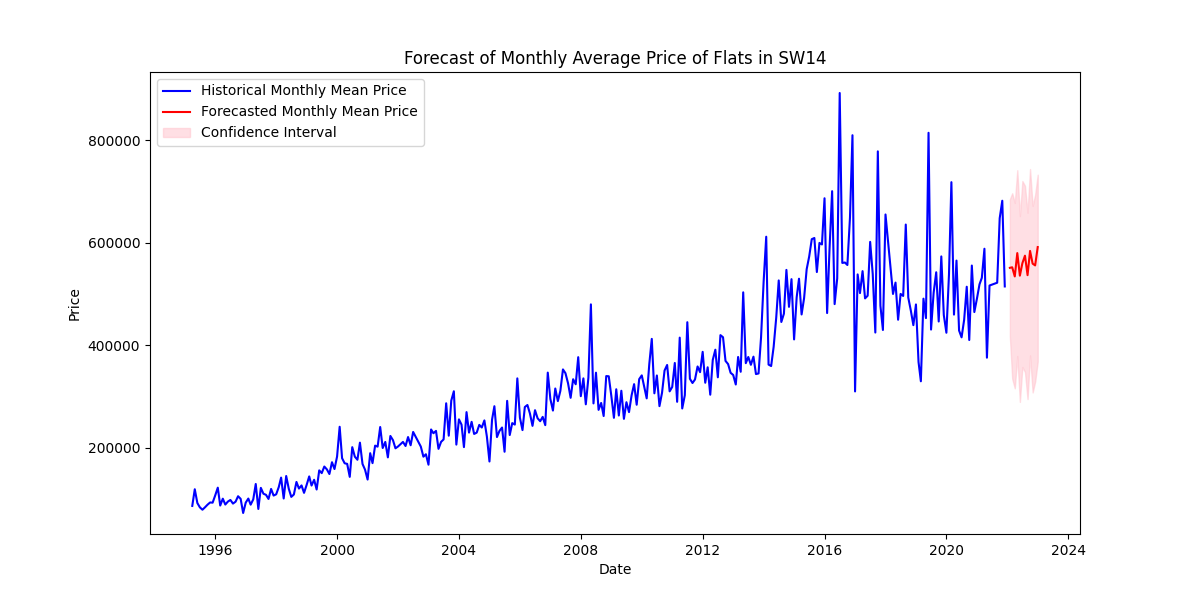 Forecast of Monthly Average Price of Flats in SW14
Historical Monthly Mean Price
Forecasted Monthly Mean Price
Confidence Interval
800000
600000
400000
200000
Price
1996 2000 2004 2008 2012 2016 2020 2024
Date